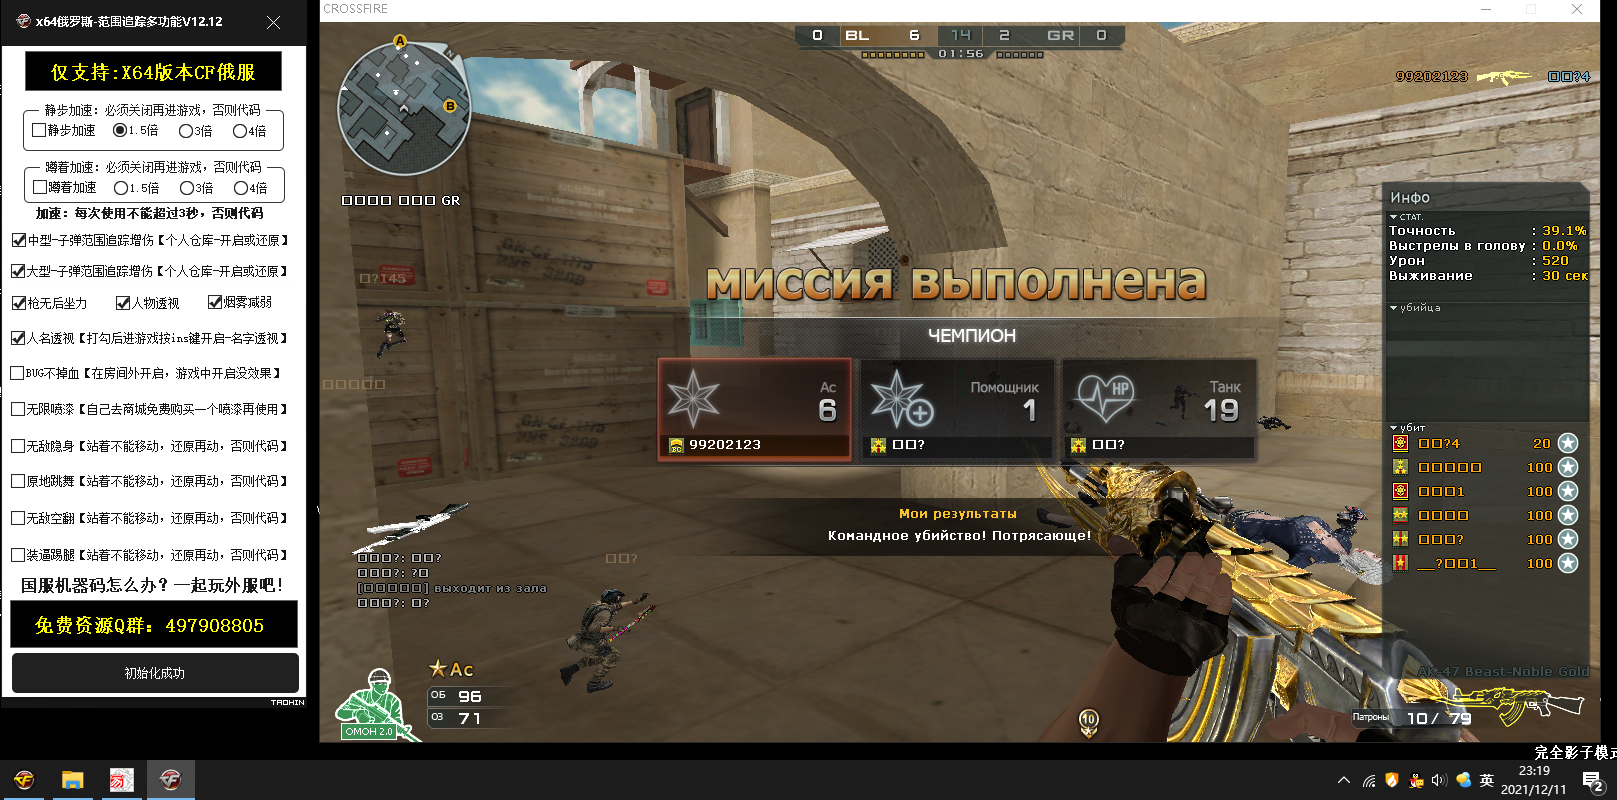 x64俄罗斯-范围追踪多功能V12.12
仅支持:X64版本CF俄服
静步加速: 必须关闭再进游戏，否则代码
静步加速 1.5倍 3倍 4倍
蹲着加速: 必须关闭再进游戏，否则代码
蹲着加速 1.5倍 3倍 4倍
加速: 每次使用不能超过3秒，否则代码
中型-子弹范围追踪增伤【个人仓库-开启或还原】
大型-子弹范围追踪增伤【个人仓库-开启或还原】
枪无后坐力 人物透视 烟雾减弱
人名透视【打勾后进游戏按ins键开启-名字透视】
BUG不掉血【在房间外开启，游戏中开启没效果】
无限喷漆【自己去商城免费购买一个喷漆再使用】
无敌隐身【站着不能移动，还原再动，否则代码】
原地跳舞【站着不能移动，还原再动，否则代码】
无敌空翻【站着不能移动，还原再动，否则代码】
装逼踢腿【站着不能移动，还原再动，否则代码】
国服机器码怎么办？一起玩外服吧！
免费资源Q群: 497908805
初始化成功
TAOHIN
CROSSFIRE
0 BL 6 14 2 GR 0
01:56
A
N
B
99202123 □□?4
□□□□ □□□ GR
□?145
□□□□□
миссия выполнена
ЧЕМПИОН
Ас
6
99202123
Помощник
1
□□?
HP
Танк
19
□□?
Мои результаты
Командное убийство! Потрясающе!
Инфо
СТАТ.
Точность : 39.1%
Выстрелы в голову : 0.0%
Урон : 520
Выживание : 30 сек
убийца
убит
□□?4 20
□□□□□ 100
□□□1 100
□□□□ 100
□□□? 100
__?□□1__ 100
□□?
□□□?: □□?
□□□?: ?□
[□□□□□] выходит из зала
□□□?: □?
Ас
ОБ 96
ОЗ 71
ОМОН 2.0
10
AK-47 Beast-Noble Gold
Патроны 10/ 79
完全影子模式
英
23:19
2021/12/11
2